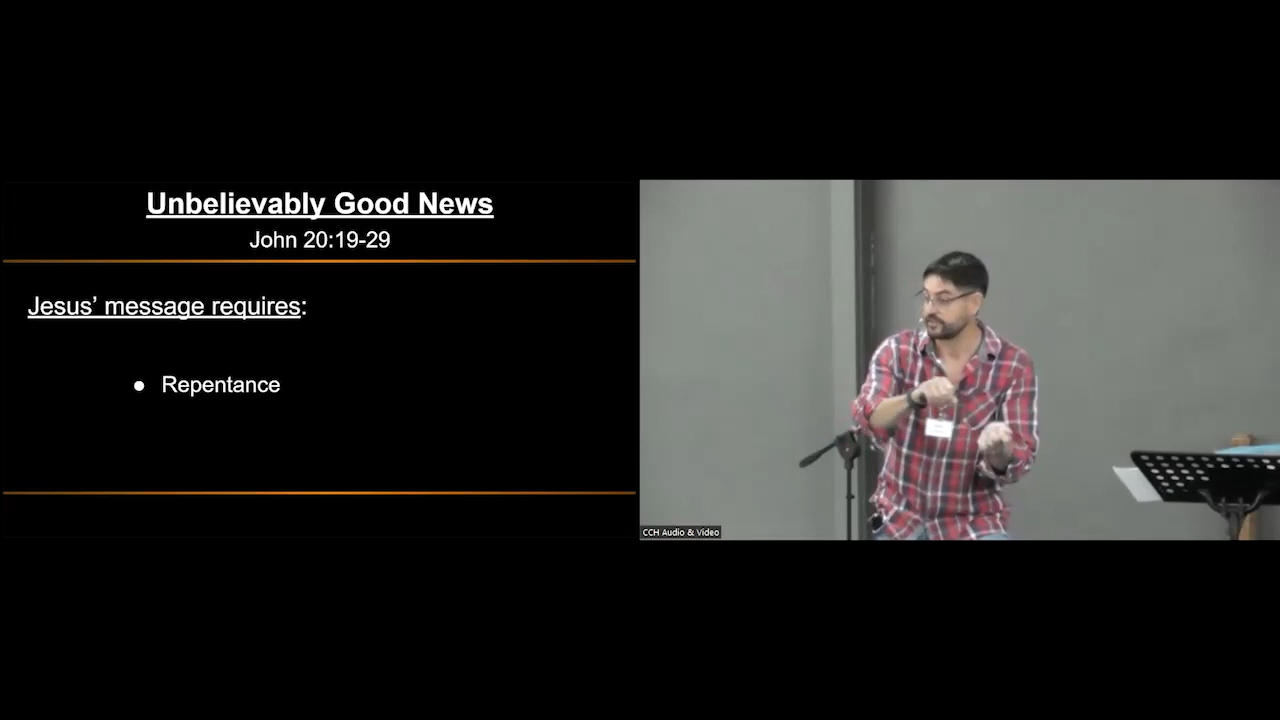 Unbelievably Good News
John 20:19-29
Jesus’ message requires:
● Repentance
CCH Audio & Video